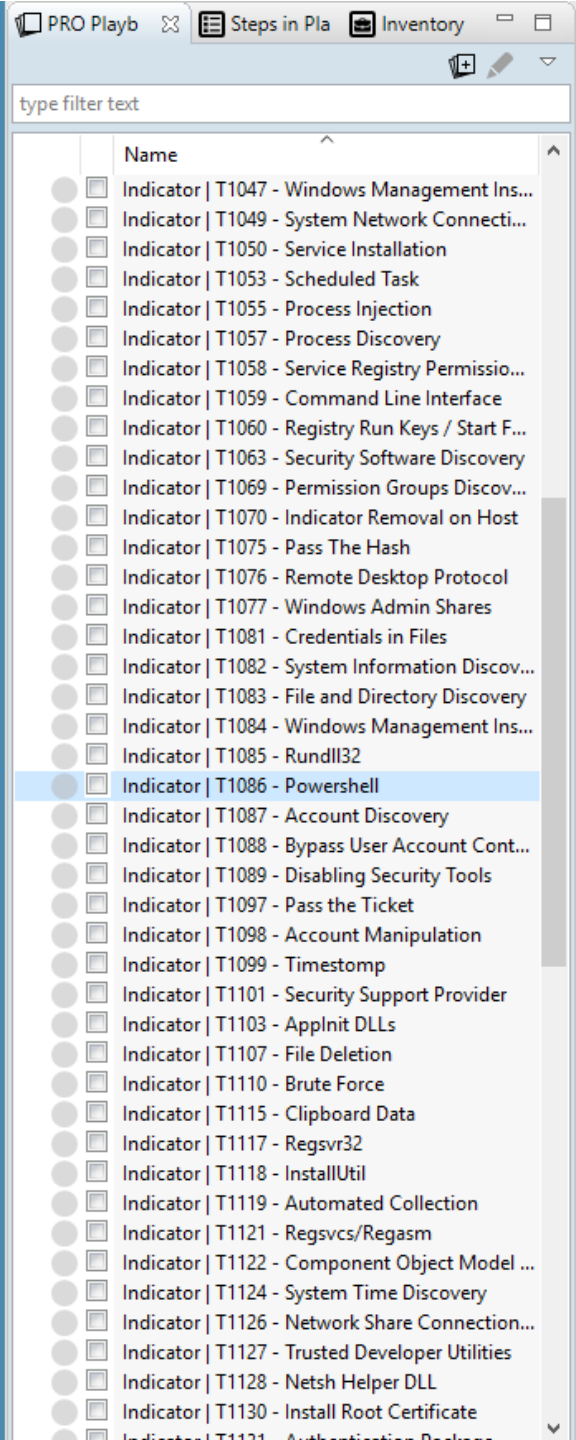 PRO Playb Steps in Pla Inventory
type filter text
Name
Indicator | T1047 - Windows Management Ins...
Indicator | T1049 - System Network Connecti...
Indicator | T1050 - Service Installation
Indicator | T1053 - Scheduled Task
Indicator | T1055 - Process Injection
Indicator | T1057 - Process Discovery
Indicator | T1058 - Service Registry Permissio...
Indicator | T1059 - Command Line Interface
Indicator | T1060 - Registry Run Keys / Start F...
Indicator | T1063 - Security Software Discovery
Indicator | T1069 - Permission Groups Discov...
Indicator | T1070 - Indicator Removal on Host
Indicator | T1075 - Pass The Hash
Indicator | T1076 - Remote Desktop Protocol
Indicator | T1077 - Windows Admin Shares
Indicator | T1081 - Credentials in Files
Indicator | T1082 - System Information Discov...
Indicator | T1083 - File and Directory Discovery
Indicator | T1084 - Windows Management Ins...
Indicator | T1085 - Rundll32
Indicator | T1086 - Powershell
Indicator | T1087 - Account Discovery
Indicator | T1088 - Bypass User Account Cont...
Indicator | T1089 - Disabling Security Tools
Indicator | T1097 - Pass the Ticket
Indicator | T1098 - Account Manipulation
Indicator | T1099 - Timestomp
Indicator | T1101 - Security Support Provider
Indicator | T1103 - AppInit DLLs
Indicator | T1107 - File Deletion
Indicator | T1110 - Brute Force
Indicator | T1115 - Clipboard Data
Indicator | T1117 - Regsvr32
Indicator | T1118 - InstallUtil
Indicator | T1119 - Automated Collection
Indicator | T1121 - Regsvcs/Regasm
Indicator | T1122 - Component Object Model ...
Indicator | T1124 - System Time Discovery
Indicator | T1126 - Network Share Connection...
Indicator | T1127 - Trusted Developer Utilities
Indicator | T1128 - Netsh Helper DLL
Indicator | T1130 - Install Root Certificate
Indicator | T1131 - Authentication Package